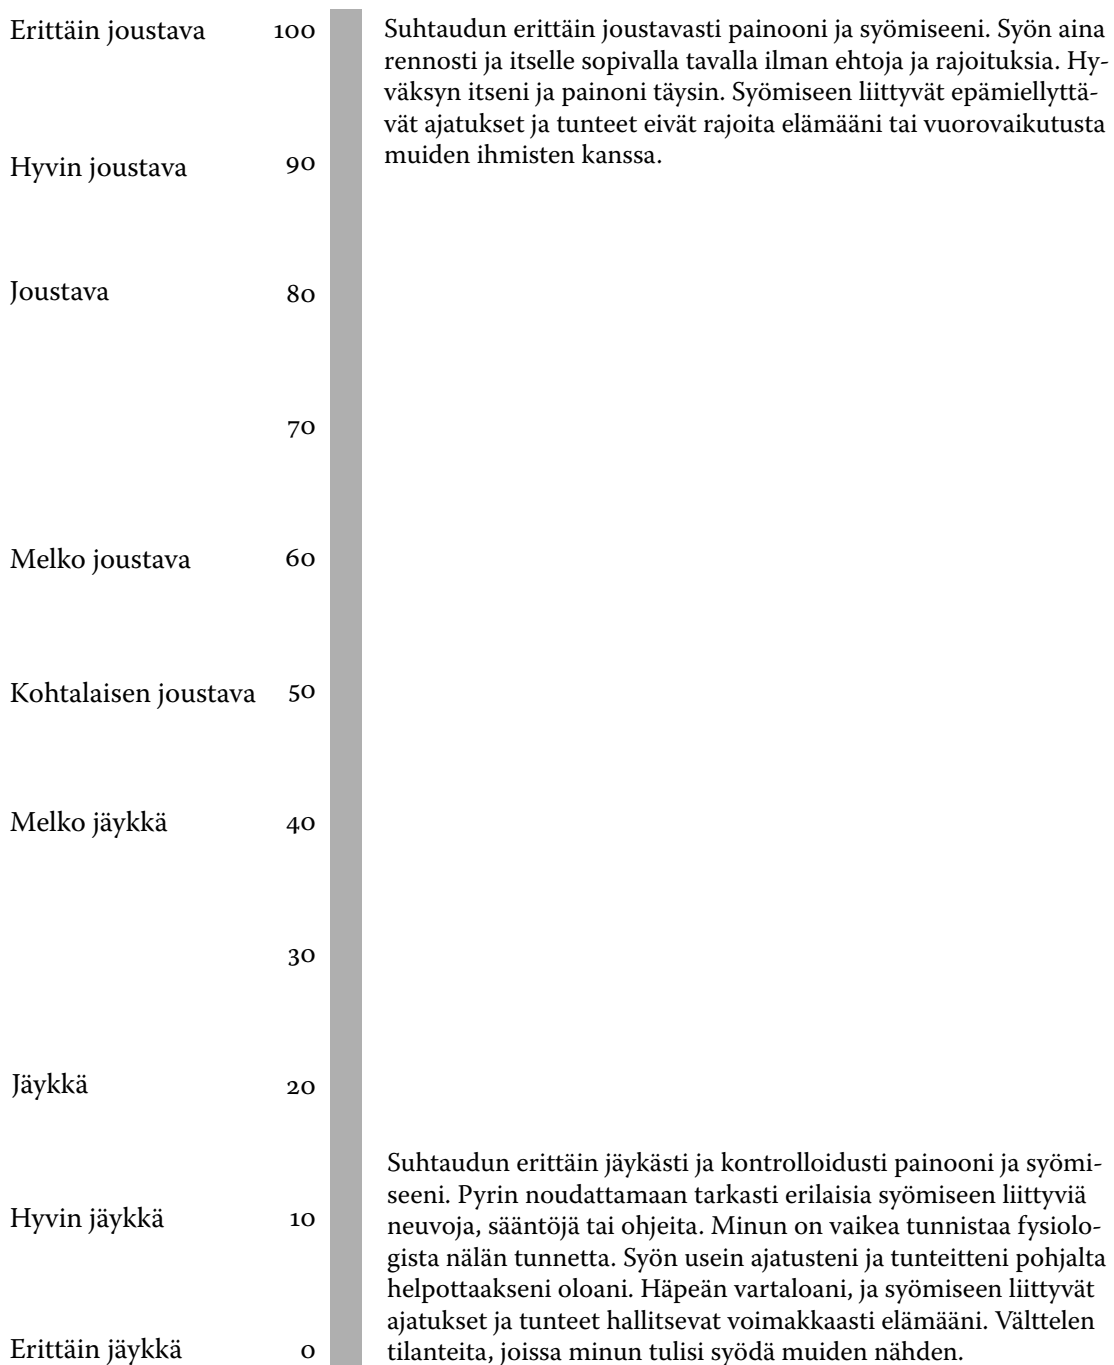 Erittäin joustava 100 Suhtaudun erittäin joustavasti painooni ja syömiseeni. Syön aina
rennosti ja itselle sopivalla tavalla ilman ehtoja ja rajoituksia. Hy-
väksyn itseni ja painoni täysin. Syömiseen liittyvät epämiellyttä-
vät ajatukset ja tunteet eivät rajoita elämääni tai vuorovaikutusta
muiden ihmisten kanssa.
Hyvin joustava 90
Joustava 80
70
Melko joustava 60
Kohtalaisen joustava 50
Melko jäykkä 40
30
Jäykkä 20
Suhtaudun erittäin jäykästi ja kontrolloidusti painooni ja syömi-
seeni. Pyrin noudattamaan tarkasti erilaisia syömiseen liittyviä
Hyvin jäykkä 10 neuvoja, sääntöjä tai ohjeita. Minun on vaikea tunnistaa fysiolo-
gista nälän tunnetta. Syön usein ajatusteni ja tunteitteni pohjalta
helpottaakseni oloani. Häpeän vartaloani, ja syömiseen liittyvät
ajatukset ja tunteet hallitsevat voimakkaasti elämääni. Välttelen
Erittäin jäykkä 0 tilanteita, joissa minun tulisi syödä muiden nähden.